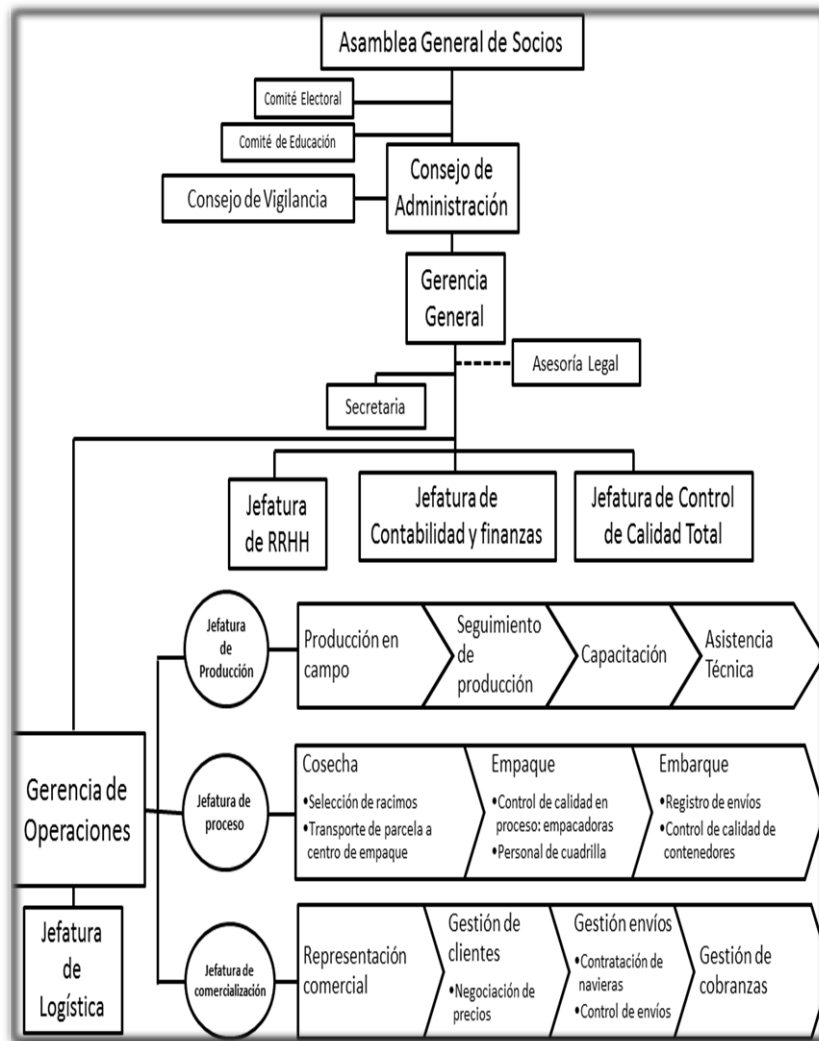 Asamblea General de Socios
Comité Electoral
Comité de Educación
Consejo de
Administración
Consejo de Vigilancia
Gerencia
General
Asesoría Legal
Secretaria
Jefatura
de RRHH
Jefatura de
Contabilidad y finanzas
Jefatura de Control
de Calidad Total
Jefatura
de
Producción
Producción en
campo
Seguimiento
de
producción
Capacitación
Asistencia
Técnica
Gerencia de
Operaciones
Jefatura de
proceso
Cosecha
•Selección de racimos
•Transporte de parcela a
centro de empaque
Empaque
•Control de calidad en
proceso: empacadoras
•Personal de cuadrilla
Embarque
•Registro de envíos
•Control de calidad de
contenedores
Jefatura
de
Logística
Jefatura de
comercialización
Representación
comercial
Gestión de
clientes
•Negociación de
precios
Gestión envíos
•Contratación de
navieras
•Control de envíos
Gestión de
cobranzas